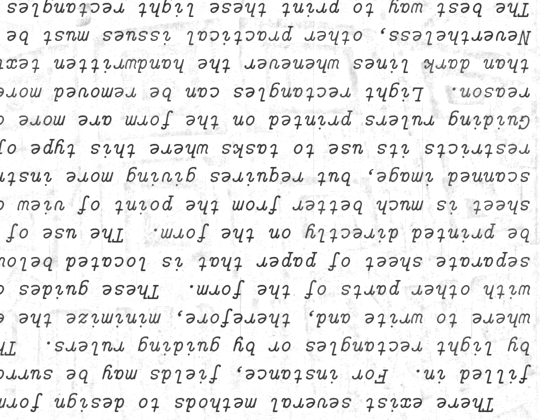 There exist several methods to design form
filled in. For instance, fields may be surro
by light rectangles or by guiding rulers. Th
where to write and, therefore, minimize the
with other parts of the form. These guides
separate sheet of paper that is located below
be printed directly on the form. The use of
sheet is much better from the point of view o
scanned image, but requires giving more instr
restricts its use to tasks where this type of
Guiding rulers printed on the form are more
reason. Light rectangles can be removed more
than dark lines whenever the handwritten text
Nevertheless, other practical issues must be
The best way to print these light rectangles